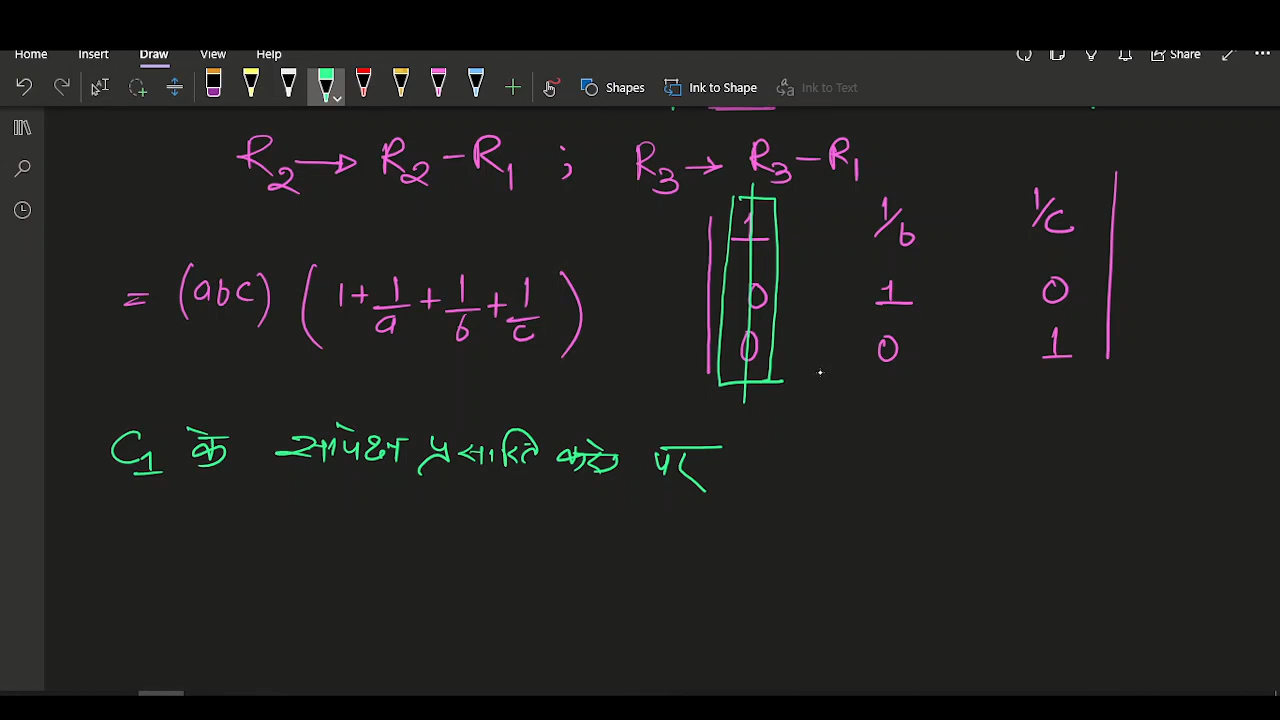 Home Insert Draw View Help Share
Shapes Ink to Shape Ink to Text
R₂ → R₂ - R₁ ; R₃ → R₃ - R₁
= (abc) (1 + 1/a + 1/b + 1/c) | 1 1/b 1/c |
| 0 1 0 |
| 0 0 1 |
C₁ के सापेक्ष प्रसारित करने पर